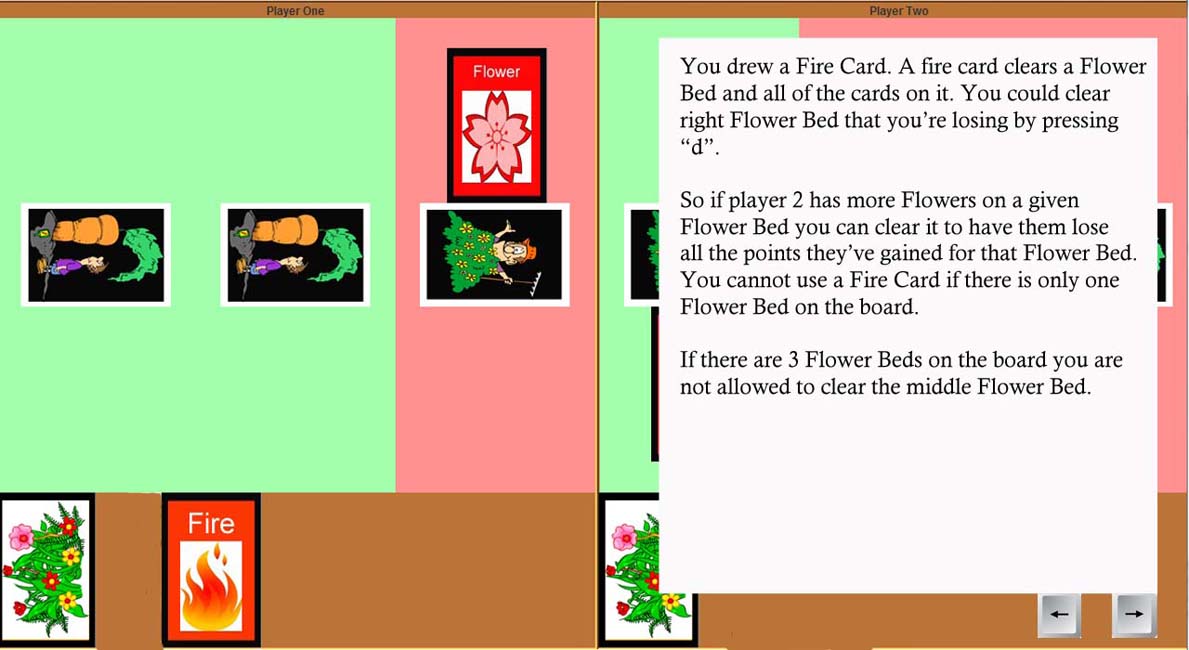 Player One
Player Two
Flower
You drew a Fire Card. A fire card clears a Flower
Bed and all of the cards on it. You could clear
right Flower Bed that you're losing by pressing
“d”.
So if player 2 has more Flowers on a given
Flower Bed you can clear it to have them lose
all the points they've gained for that Flower Bed.
You cannot use a Fire Card if there is only one
Flower Bed on the board.
If there are 3 Flower Beds on the board you are
not allowed to clear the middle Flower Bed.
Fire